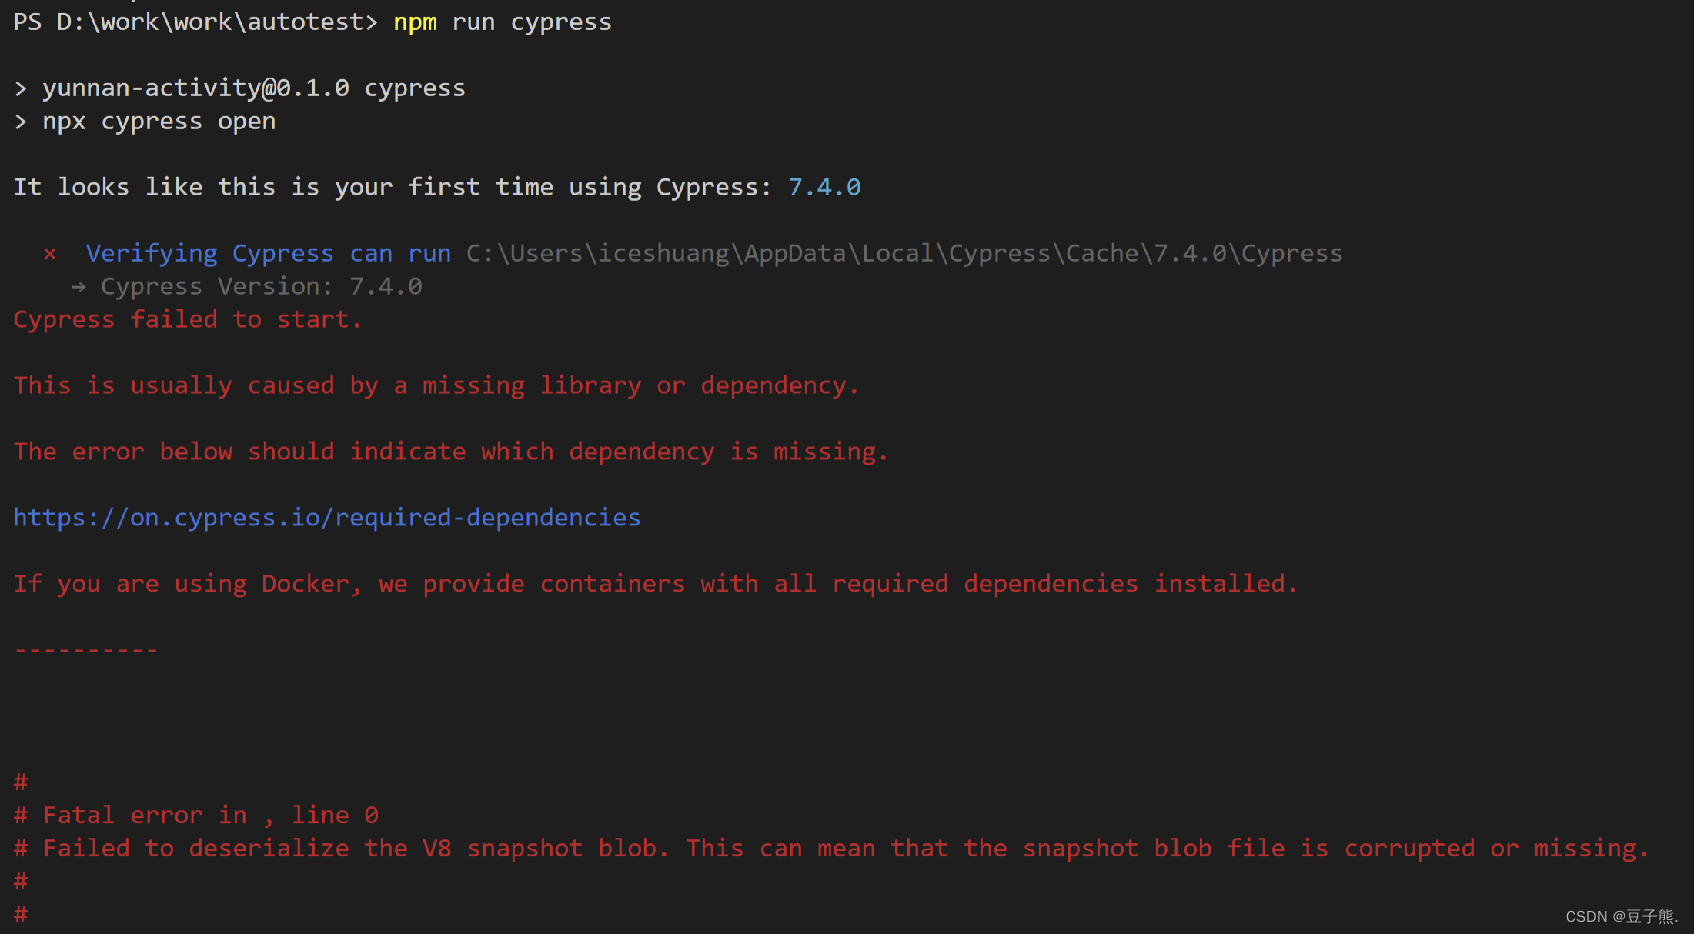 PS D:\work\work\autotest> npm run cypress
> yunnan-activity@0.1.0 cypress
> npx cypress open
It looks like this is your first time using Cypress: 7.4.0
× Verifying Cypress can run C:\Users\iceshuang\AppData\Local\Cypress\Cache\7.4.0\Cypress
→ Cypress Version: 7.4.0
Cypress failed to start.
This is usually caused by a missing library or dependency.
The error below should indicate which dependency is missing.
https://on.cypress.io/required-dependencies
If you are using Docker, we provide containers with all required dependencies installed.
----------
#
# Fatal error in , line 0
# Failed to deserialize the V8 snapshot blob. This can mean that the snapshot blob file is corrupted or missing.
#
#
CSDN @豆子熊.